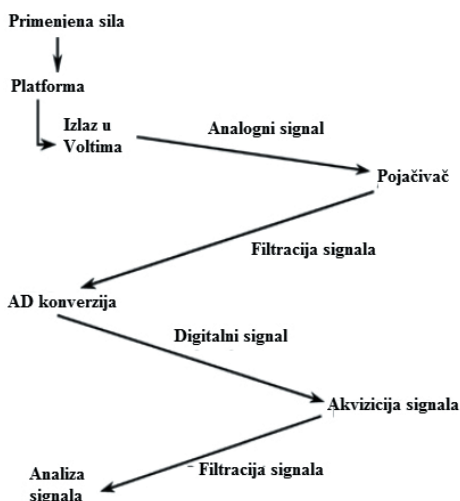 Primenjena sila
Platforma
Izlaz u
Voltima
Analogni signal
Pojačivač
Filtracija signala
AD konverzija
Digitalni signal
Akvizicija signala
Filtracija signala
Analiza
signala